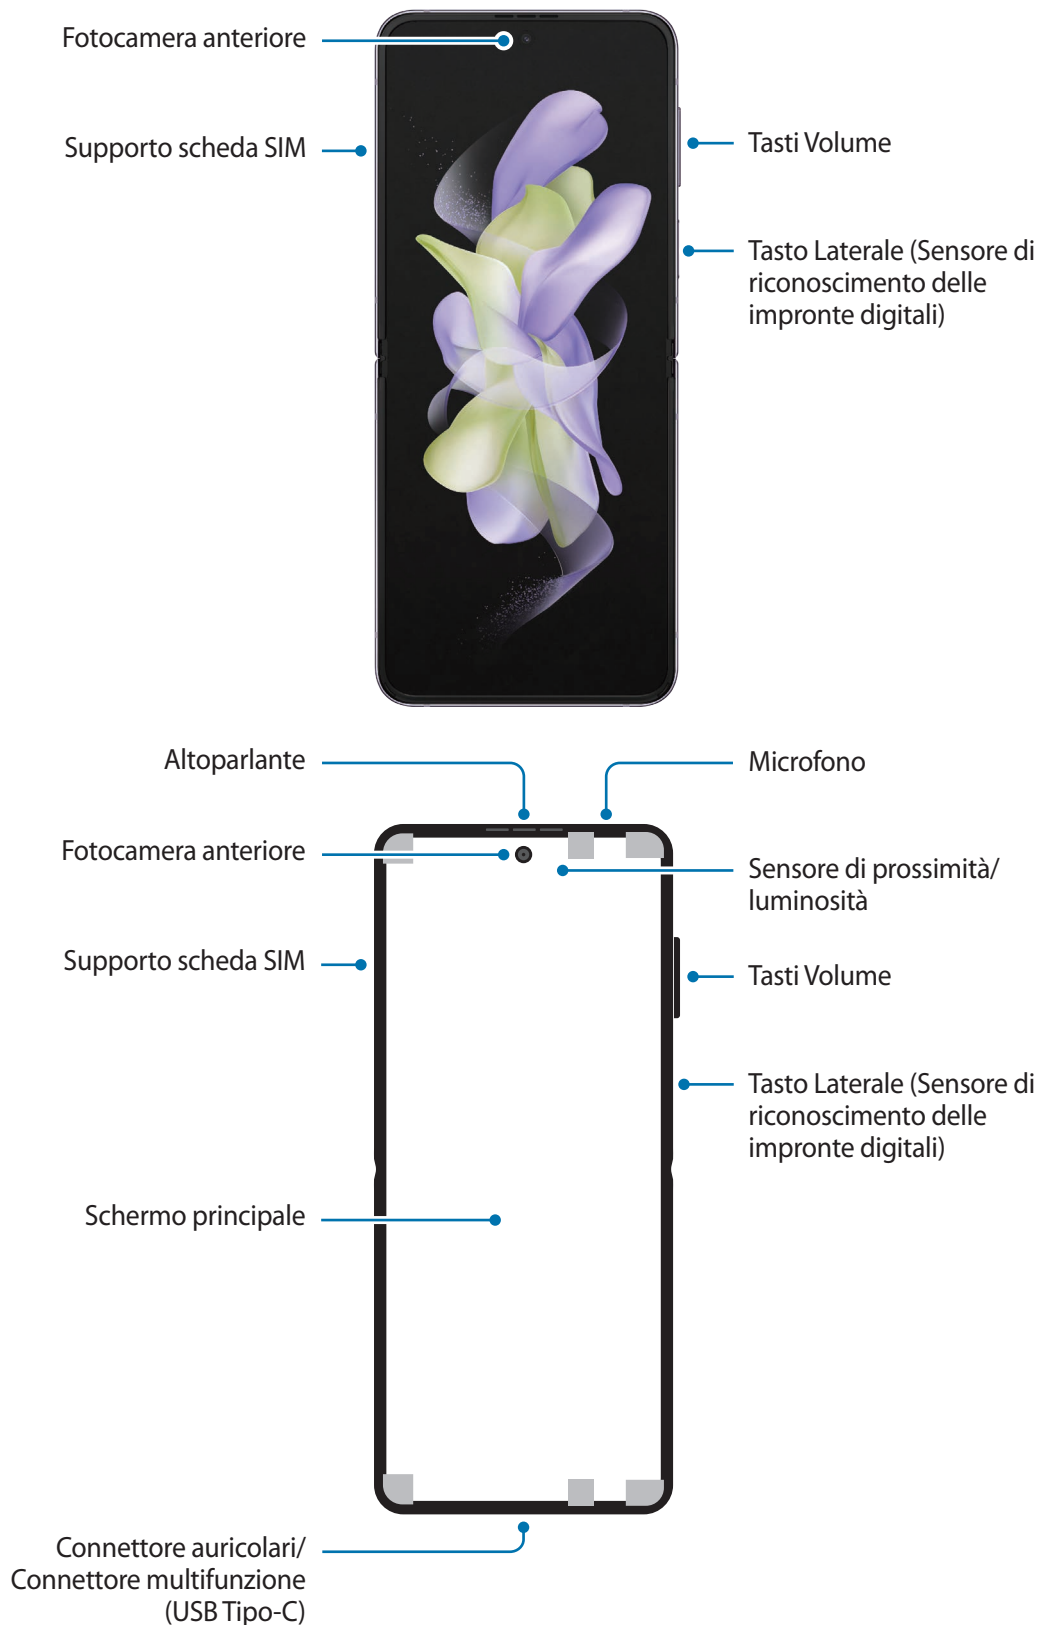 Fotocamera anteriore
Supporto scheda SIM
Tasti Volume
Tasto Laterale (Sensore di
riconoscimento delle
impronte digitali)
Altoparlante
Microfono
Fotocamera anteriore
Sensore di prossimità/
luminosità
Supporto scheda SIM
Tasti Volume
Tasto Laterale (Sensore di
riconoscimento delle
impronte digitali)
Schermo principale
Connettore auricolari/
Connettore multifunzione
(USB Tipo-C)